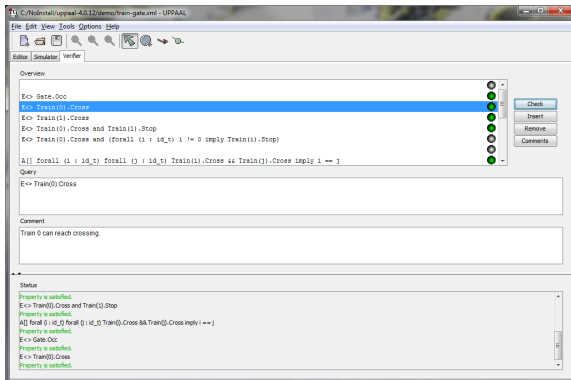 C:/NoInstall/uppaal-4.0.12/demo/train-gate.xml - UPPAAL
File Edit View Tools Options Help
Editor Simulator Verifier
Overview
E<> Gate.Occ
E<> Train(0).Cross
E<> Train(1).Cross
E<> Train(0).Cross and Train(1).Stop
E<> Train(0).Cross and (forall (i : id_t) i != 0 imply Train(i).Stop)
A[] forall (i : id_t) forall (j : id_t) Train(i).Cross && Train(j).Cross imply i == j
Check
Insert
Remove
Comments
Query
E<> Train(0).Cross
Comment
Train 0 can reach crossing.
Status
Property is satisfied.
E<> Train(0).Cross and Train(1).Stop
Property is satisfied.
A[] forall (i : id_t) forall (j : id_t) Train(i).Cross && Train(j).Cross imply i == j
Property is satisfied.
E<> Gate.Occ
Property is satisfied.
E<> Train(0).Cross
Property is satisfied.